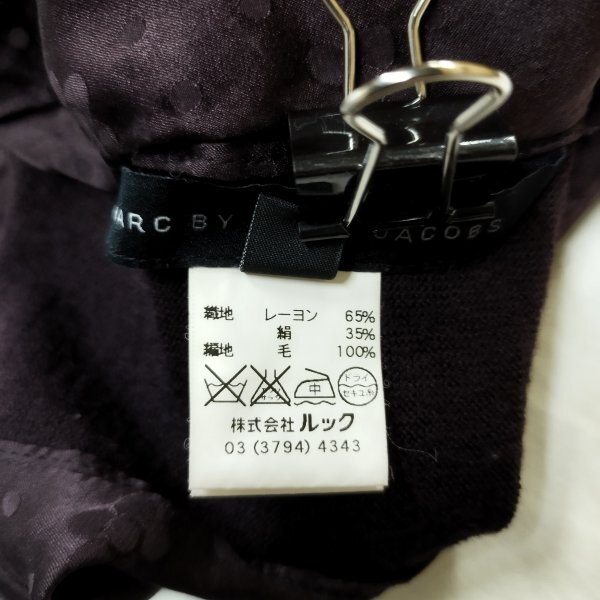 MARC BY JACOBS
織地 レーヨン 65%
絹 35%
編地 毛 100%
中 ドライ
セキユ系
株式会社 ルック
03 (3794) 4343